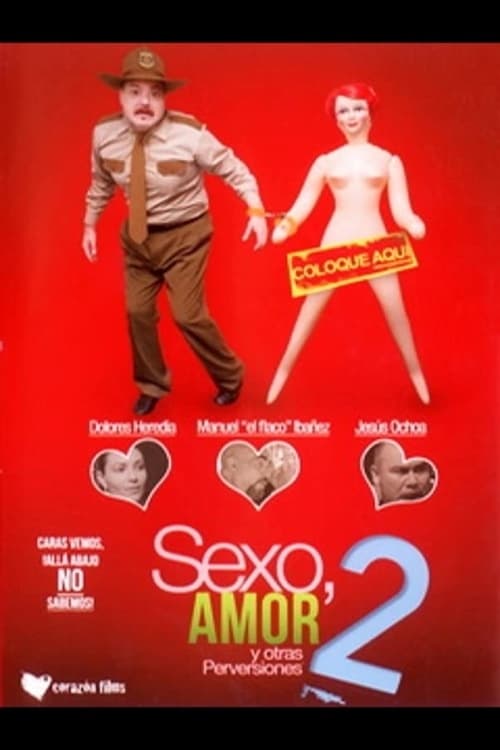 COLOQUE AQUI
Dolores Heredia Manuel "el flaco" Ibañez Jesús Ochoa
CARAS VEMOS,
¡ALLÁ ABAJO
NO
SABEMOS!
Sexo,
AMOR
y otras
Perversiones
2
corazón films